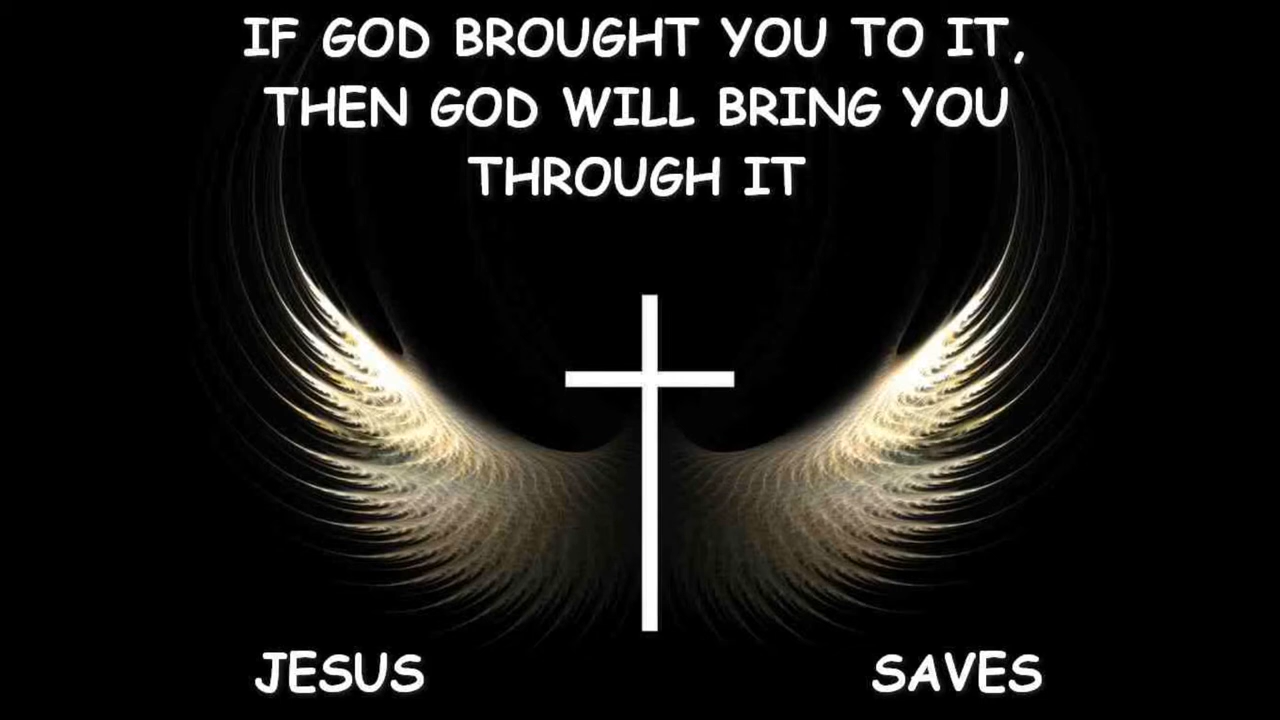 IF GOD BROUGHT YOU TO IT,
THEN GOD WILL BRING YOU
THROUGH IT
JESUS SAVES